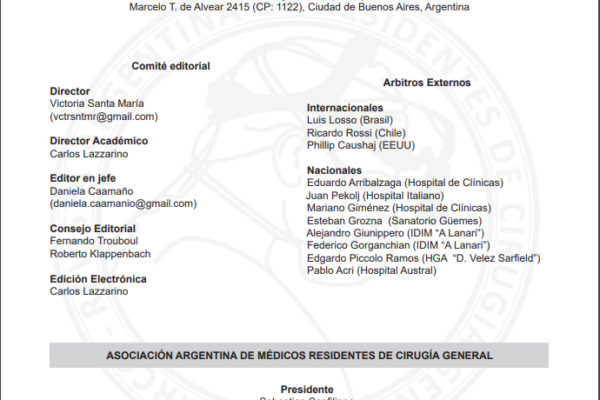 Marcelo T. de Alvear 2415 (CP: 1122), Ciudad de Buenos Aires, Argentina
Comité editorial
Director
Victoria Santa María
(vctrsntmr@gmail.com)
Director Académico
Carlos Lazzarino
Editor en jefe
Daniela Caamaño
(daniela.caamanio@gmail.com)
Consejo Editorial
Fernando Trouboul
Roberto Klappenbach
Edición Electrónica
Carlos Lazzarino
Arbitros Externos
Internacionales
Luis Losso (Brasil)
Ricardo Rossi (Chile)
Phillip Caushaj (EEUU)
Nacionales
Eduardo Arribalzaga (Hospital de Clínicas)
Juan Pekolj (Hospital Italiano)
Mariano Giménez (Hospital de Clínicas)
Esteban Grozna  (Sanatorio Güemes)
Alejandro Giunippero (IDIM “A Lanari”)
Federico Gorganchian (IDIM “A Lanari”)
Edgardo Piccolo Ramos (HGA  “D. Velez Sarfield”)
Pablo Acri (Hospital Austral)
ASOCIACIÓN ARGENTINA DE MÉDICOS RESIDENTES DE CIRUGÍA GENERAL
Presidente